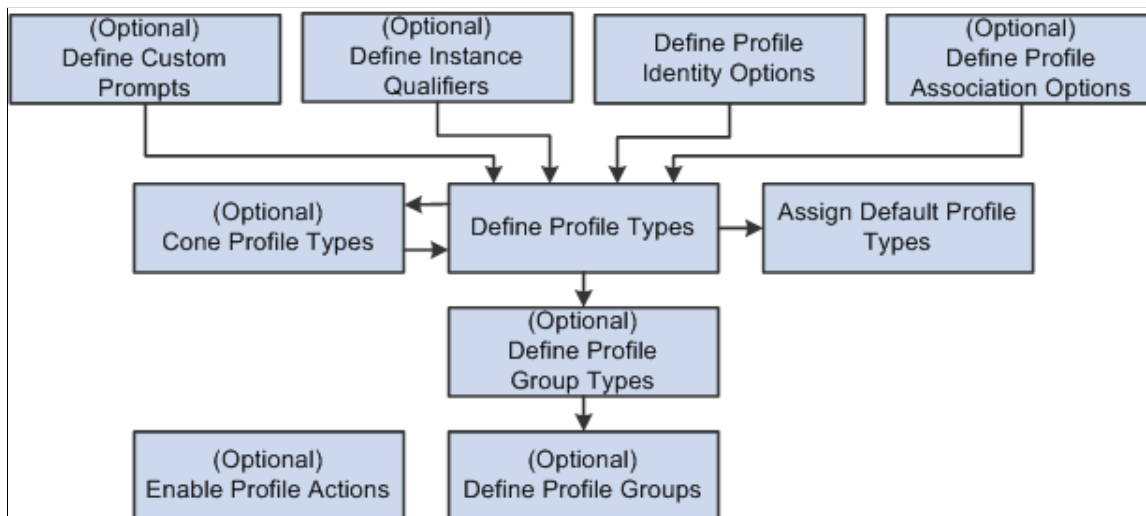 (Optional)
Define Custom
Prompts
(Optional)
Define Instance
Qualifiers
Define Profile
Identity Options
(Optional)
Define Profile
Association Options
(Optional)
Cone Profile Types
Define Profile Types
Assign Default Profile
Types
(Optional)
Define Profile
Group Types
(Optional)
Enable Profile Actions
(Optional)
Define Profile Groups